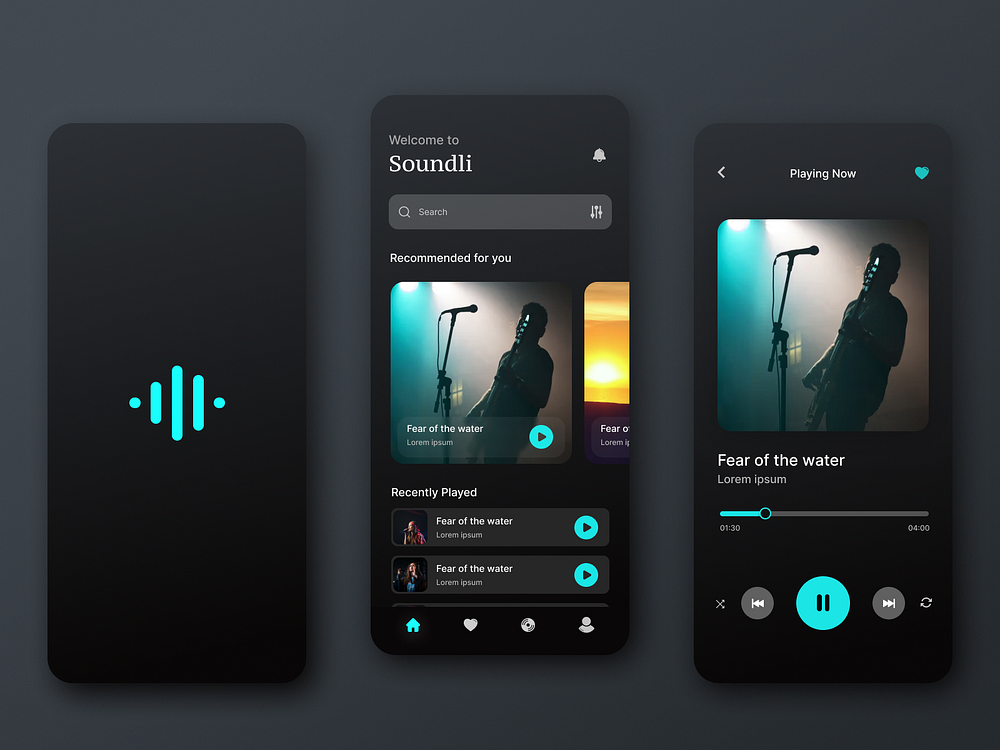 Welcome to
Soundli
Search
Recommended for you
Fear of the water
Lorem ipsum
Recently Played
Fear of the water
Lorem ipsum
Fear of the water
Lorem ipsum
Playing Now
Fear of the water
Lorem ipsum
01:30
04:00